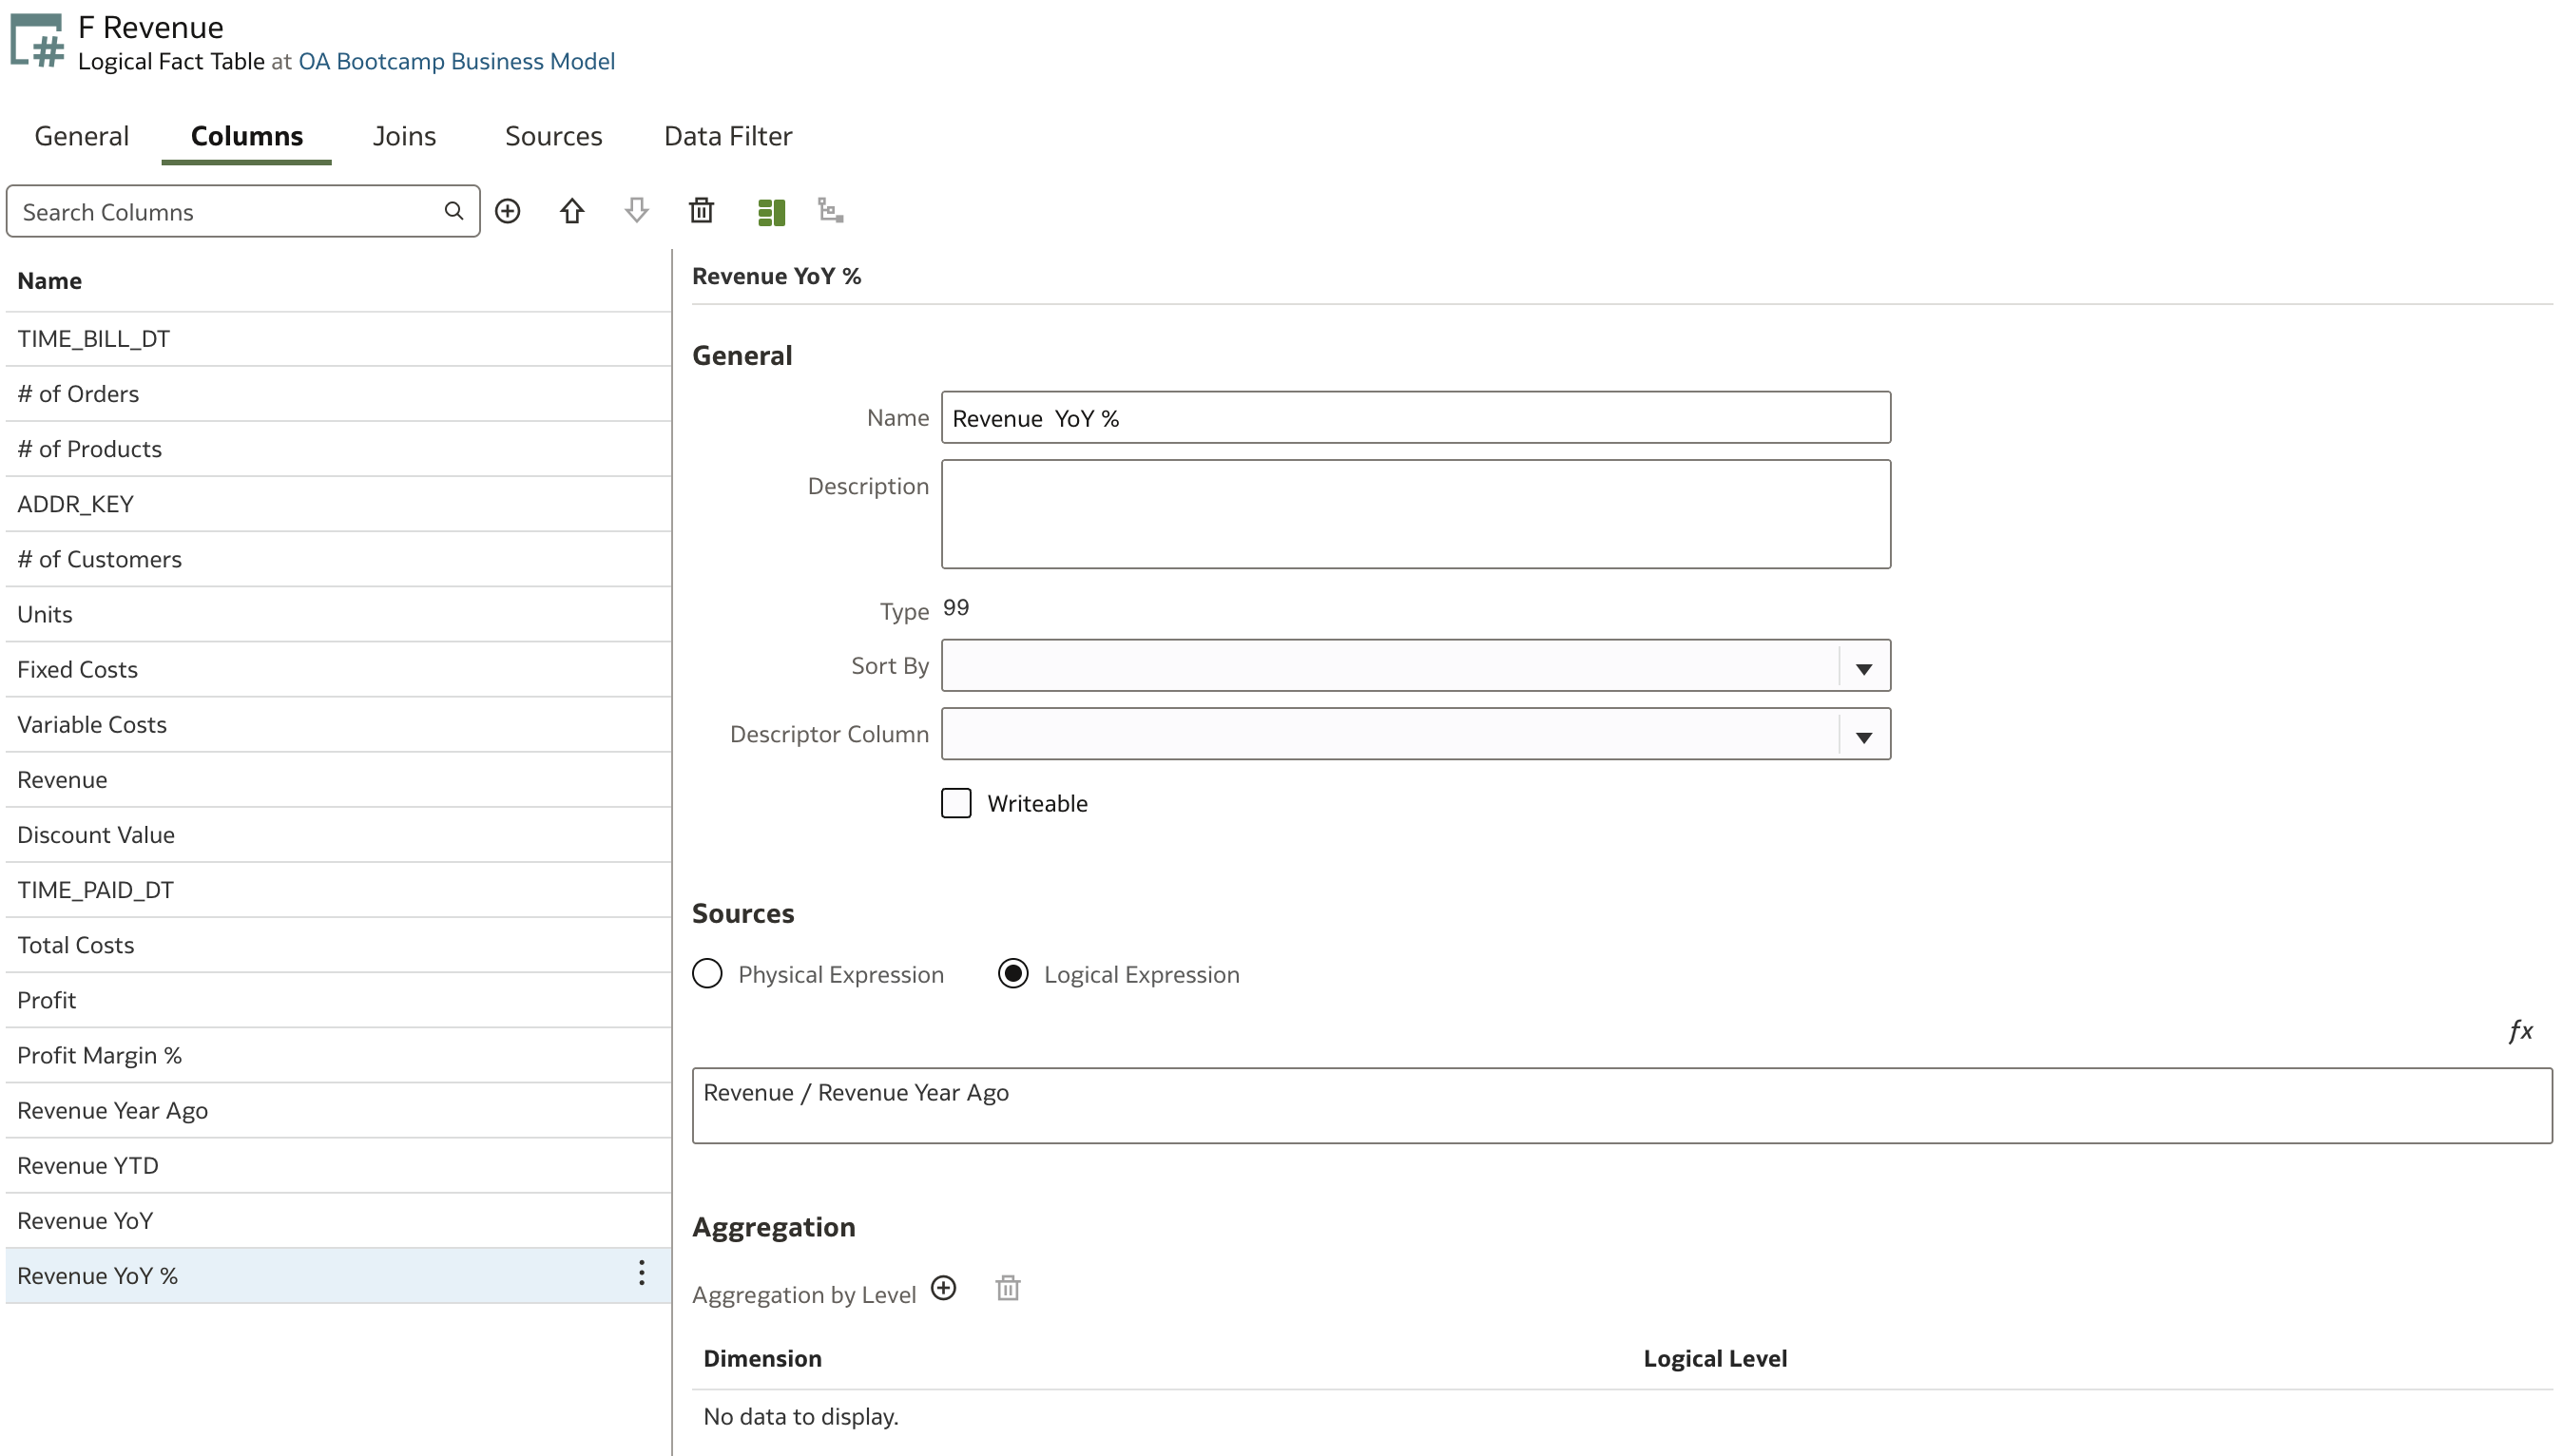 F Revenue
Logical Fact Table at OA Bootcamp Business Model
General Columns Joins Sources Data Filter
Search Columns
Name
TIME_BILL_DT
# of Orders
# of Products
ADDR_KEY
# of Customers
Units
Fixed Costs
Variable Costs
Revenue
Discount Value
TIME_PAID_DT
Total Costs
Profit
Profit Margin %
Revenue Year Ago
Revenue YTD
Revenue YoY
Revenue YoY %
Revenue YoY %
General
Name Revenue  YoY %
Description
Type 99
Sort By
Descriptor Column
Writeable
Sources
Physical Expression Logical Expression
fx
Revenue / Revenue Year Ago
Aggregation
Aggregation by Level
Dimension Logical Level
No data to display.